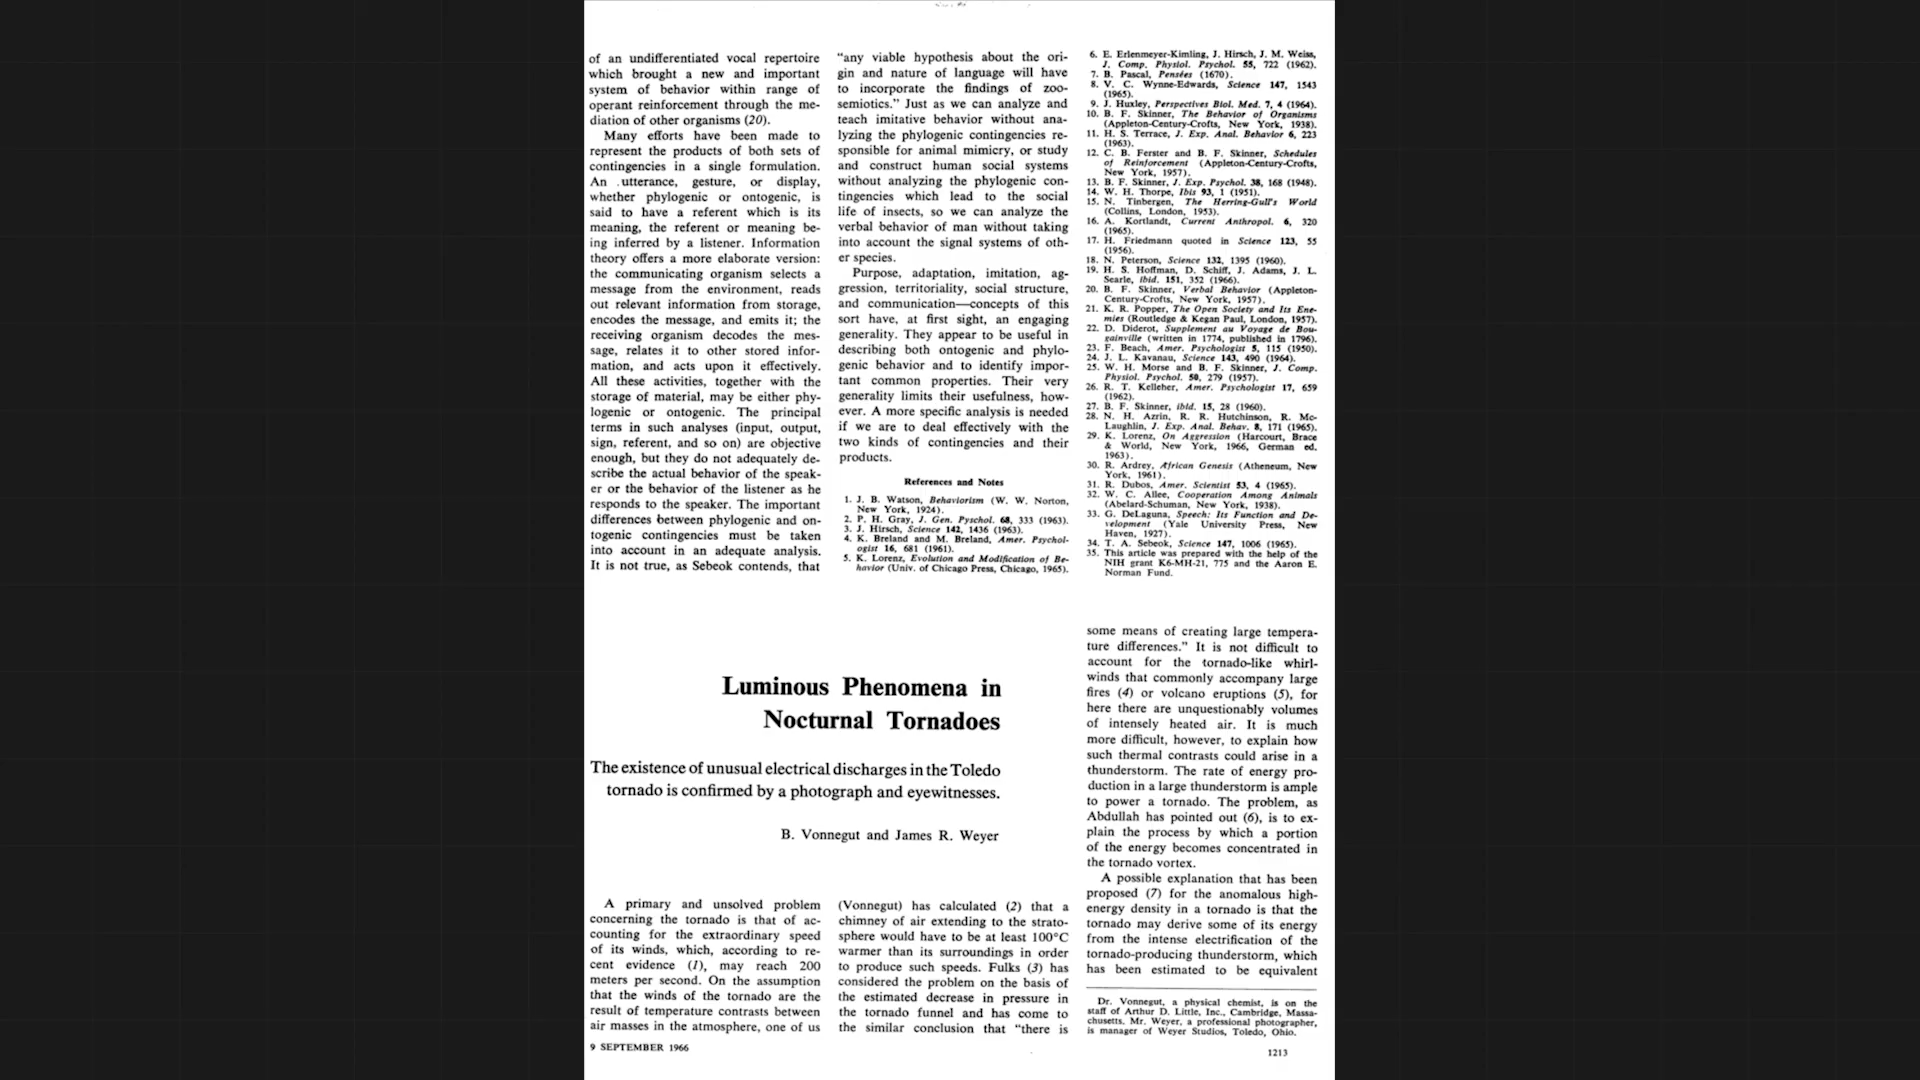 of an undifferentiated vocal repertoire
which brought a new and important
system of behavior within range of
operant reinforcement through the me-
diation of other organisms (20).
Many efforts have been made to
represent the products of both sets of
contingencies in a single formulation.
An utterance, gesture, or display,
whether phylogenic or ontogenic, is
said to have a referent which is its
meaning, the referent or meaning be-
ing inferred by a listener. Information
theory offers a more elaborate version:
the communicating organism selects a
message from the environment, reads
out relevant information from storage,
encodes the message, and emits it; the
receiving organism decodes the mes-
sage, relates it to other stored infor-
mation, and acts upon it effectively.
All these activities, together with the
storage of material, may be either phy-
logenic or ontogenic. The principal
terms in such analyses (input, output,
sign, referent, and so on) are objective
enough, but they do not adequately de-
scribe the actual behavior of the speak-
er or the behavior of the listener as he
responds to the speaker. The important
differences between phylogenic and on-
togenic contingencies must be taken
into account in an adequate analysis.
It is not true, as Sebeok contends, that
“any viable hypothesis about the ori-
gin and nature of language will have
to incorporate the findings of zoo-
semiotics.” Just as we can analyze and
teach imitative behavior without ana-
lyzing the phylogenic contingencies re-
sponsible for animal mimicry, or study
and construct human social systems
without analyzing the phylogenic con-
tingencies which lead to the social
life of insects, so we can analyze the
verbal behavior of man without taking
into account the signal systems of oth-
er species.
Purpose, adaptation, imitation, ag-
gression, territoriality, social structure,
and communication—concepts of this
sort have, at first sight, an engaging
generality. They appear to be useful in
describing both ontogenic and phylo-
genic behavior and to identify impor-
tant common properties. Their very
generality limits their usefulness, how-
ever. A more specific analysis is needed
if we are to deal effectively with the
two kinds of contingencies and their
products.
References and Notes
1. J. B. Watson, Behaviorism (W. W. Norton,
New York, 1924).
2. P. H. Gray, J. Gen. Pyschol. 68, 333 (1963).
3. J. Hirsch, Science 142, 1436 (1963).
4. K. Breland and M. Breland, Amer. Psychol-
ogist 16, 681 (1961).
5. K. Lorenz, Evolution and Modification of Be-
havior (Univ. of Chicago Press, Chicago, 1965).
6. E. Erlenmeyer-Kimling, J. Hirsch, J. M. Weiss,
J. Comp. Physiol. Psychol. 55, 722 (1962).
7. B. Pascal, Pensées (1670).
8. V. C. Wynne-Edwards, Science 147, 1543
(1965).
9. J. Huxley, Perspectives Biol. Med. 7, 4 (1964).
10. B. F. Skinner, The Behavior of Organisms
(Appleton-Century-Crofts, New York, 1938).
11. H. S. Terrace, J. Exp. Anal. Behavior 6, 223
(1963).
12. C. B. Ferster and B. F. Skinner, Schedules
of Reinforcement (Appleton-Century-Crofts,
New York, 1957).
13. B. F. Skinner, J. Exp. Psychol. 38, 168 (1948).
14. W. H. Thorpe, Ibis 93, 1 (1951).
15. N. Tinbergen, The Herring-Gull's World
(Collins, London, 1953).
16. A. Kortlandt, Current Anthropol. 6, 320
(1965).
17. H. Friedmann quoted in Science 123, 55
(1956).
18. N. Peterson, Science 132, 1395 (1960).
19. H. S. Hoffman, D. Schiff, J. Adams, J. L.
Searle, ibid. 151, 352 (1966).
20. B. F. Skinner, Verbal Behavior (Appleton-
Century-Crofts, New York, 1957).
21. K. R. Popper, The Open Society and Its Ene-
mies (Routledge & Kegan Paul, London, 1957).
22. D. Diderot, Supplement au Voyage de Bou-
gainville (written in 1774, published in 1796).
23. F. Beach, Amer. Psychologist 5, 115 (1950).
24. J. L. Kavanau, Science 143, 490 (1964).
25. W. H. Morse and B. F. Skinner, J. Comp.
Physiol. Psychol. 50, 279 (1957).
26. R. T. Kelleher, Amer. Psychologist 17, 659
(1962).
27. B. F. Skinner, ibid. 15, 28 (1960).
28. N. H. Azrin, R. R. Hutchinson, R. Mc-
Laughlin, J. Exp. Anal. Behav. 8, 171 (1965).
29. K. Lorenz, On Aggression (Harcourt, Brace
& World, New York, 1966, German ed.
1963).
30. R. Ardrey, African Genesis (Atheneum, New
York, 1961).
31. R. Dubos, Amer. Scientist 53, 4 (1965).
32. W. C. Allee, Cooperation Among Animals
(Abelard-Schuman, New York, 1938).
33. G. DeLaguna, Speech: Its Function and De-
velopment (Yale University Press, New
Haven, 1927).
34. T. A. Sebeok, Science 147, 1006 (1965).
35. This article was prepared with the help of the
NIH grant K6-MH-21, 775 and the Aaron E.
Norman Fund.
Luminous Phenomena in
Nocturnal Tornadoes
The existence of unusual electrical discharges in the Toledo
tornado is confirmed by a photograph and eyewitnesses.
B. Vonnegut and James R. Weyer
A primary and unsolved problem
concerning the tornado is that of ac-
counting for the extraordinary speed
of its winds, which, according to re-
cent evidence (1), may reach 200
meters per second. On the assumption
that the winds of the tornado are the
result of temperature contrasts between
air masses in the atmosphere, one of us
(Vonnegut) has calculated (2) that a
chimney of air extending to the strato-
sphere would have to be at least 100°C
warmer than its surroundings in order
to produce such speeds. Fulks (3) has
considered the problem on the basis of
the estimated decrease in pressure in
the tornado funnel and has come to
the similar conclusion that “there is
some means of creating large tempera-
ture differences.” It is not difficult to
account for the tornado-like whirl-
winds that commonly accompany large
fires (4) or volcano eruptions (5), for
here there are unquestionably volumes
of intensely heated air. It is much
more difficult, however, to explain how
such thermal contrasts could arise in a
thunderstorm. The rate of energy pro-
duction in a large thunderstorm is ample
to power a tornado. The problem, as
Abdullah has pointed out (6), is to ex-
plain the process by which a portion
of the energy becomes concentrated in
the tornado vortex.
A possible explanation that has been
proposed (7) for the anomalous high-
energy density in a tornado is that the
tornado may derive some of its energy
from the intense electrification of the
tornado-producing thunderstorm, which
has been estimated to be equivalent
Dr. Vonnegut, a physical chemist, is on the
staff of Arthur D. Little, Inc., Cambridge, Massa-
chusetts. Mr. Weyer, a professional photographer,
is manager of Weyer Studios, Toledo, Ohio.
9 SEPTEMBER 1966
1213